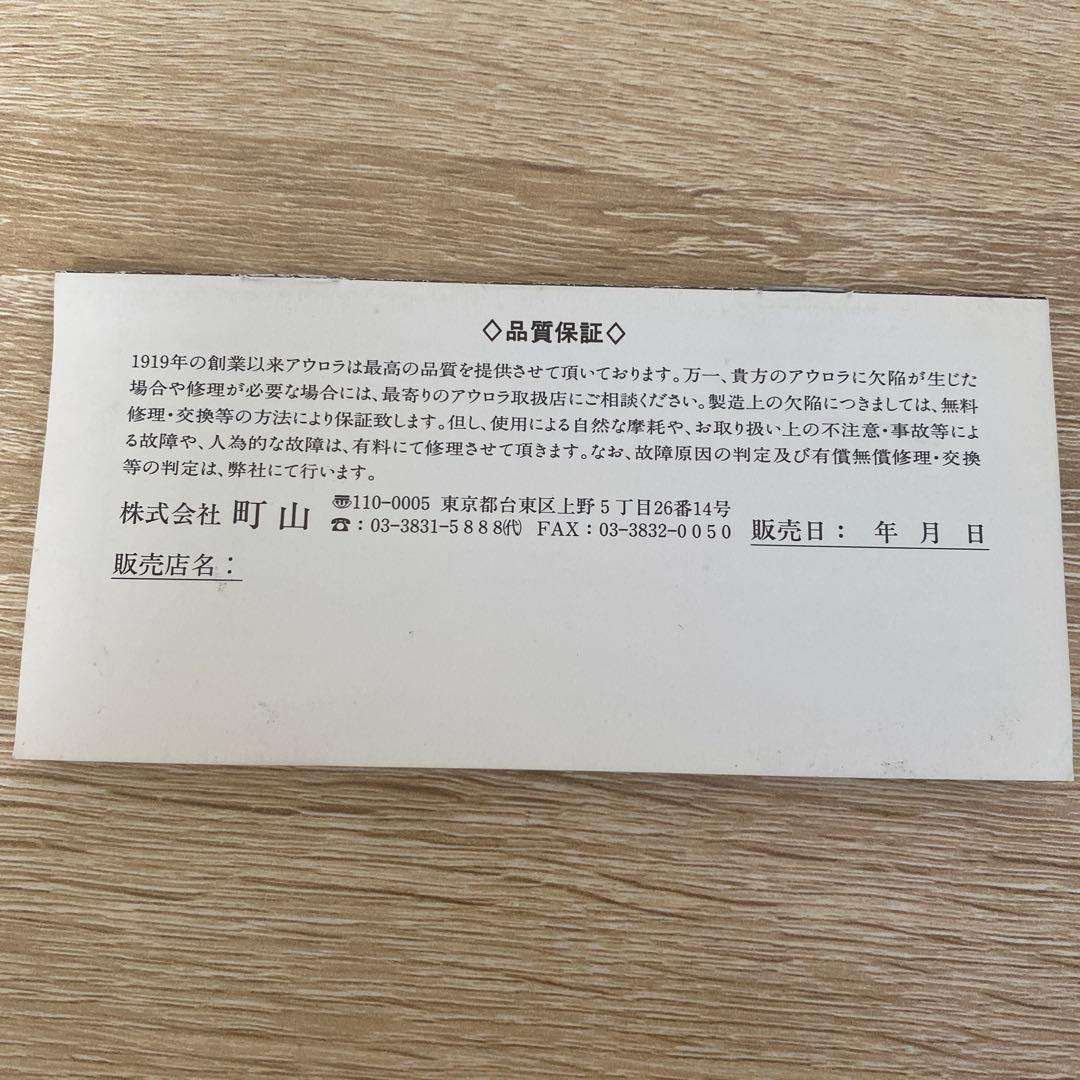 ◇品質保証◇
1919年の創業以来アウロラは最高の品質を提供させて頂いております。万一、貴方のアウロラに欠陥が生じた
場合や修理が必要な場合には、最寄りのアウロラ取扱店にご相談ください。製造上の欠陥につきましては、無料
修理・交換等の方法により保証致します。但し、使用による自然な摩耗や、お取り扱い上の不注意・事故等によ
る故障や、人為的な故障は、有料にて修理させて頂きます。なお、故障原因の判定及び有償無償修理・交換
等の判定は、弊社にて行います。
株式会社 町山 〠110-0005 東京都台東区上野5丁目26番14号
☎：03-3831-5888㈹ FAX：03-3832-0050 販売日： 年 月 日
販売店名：